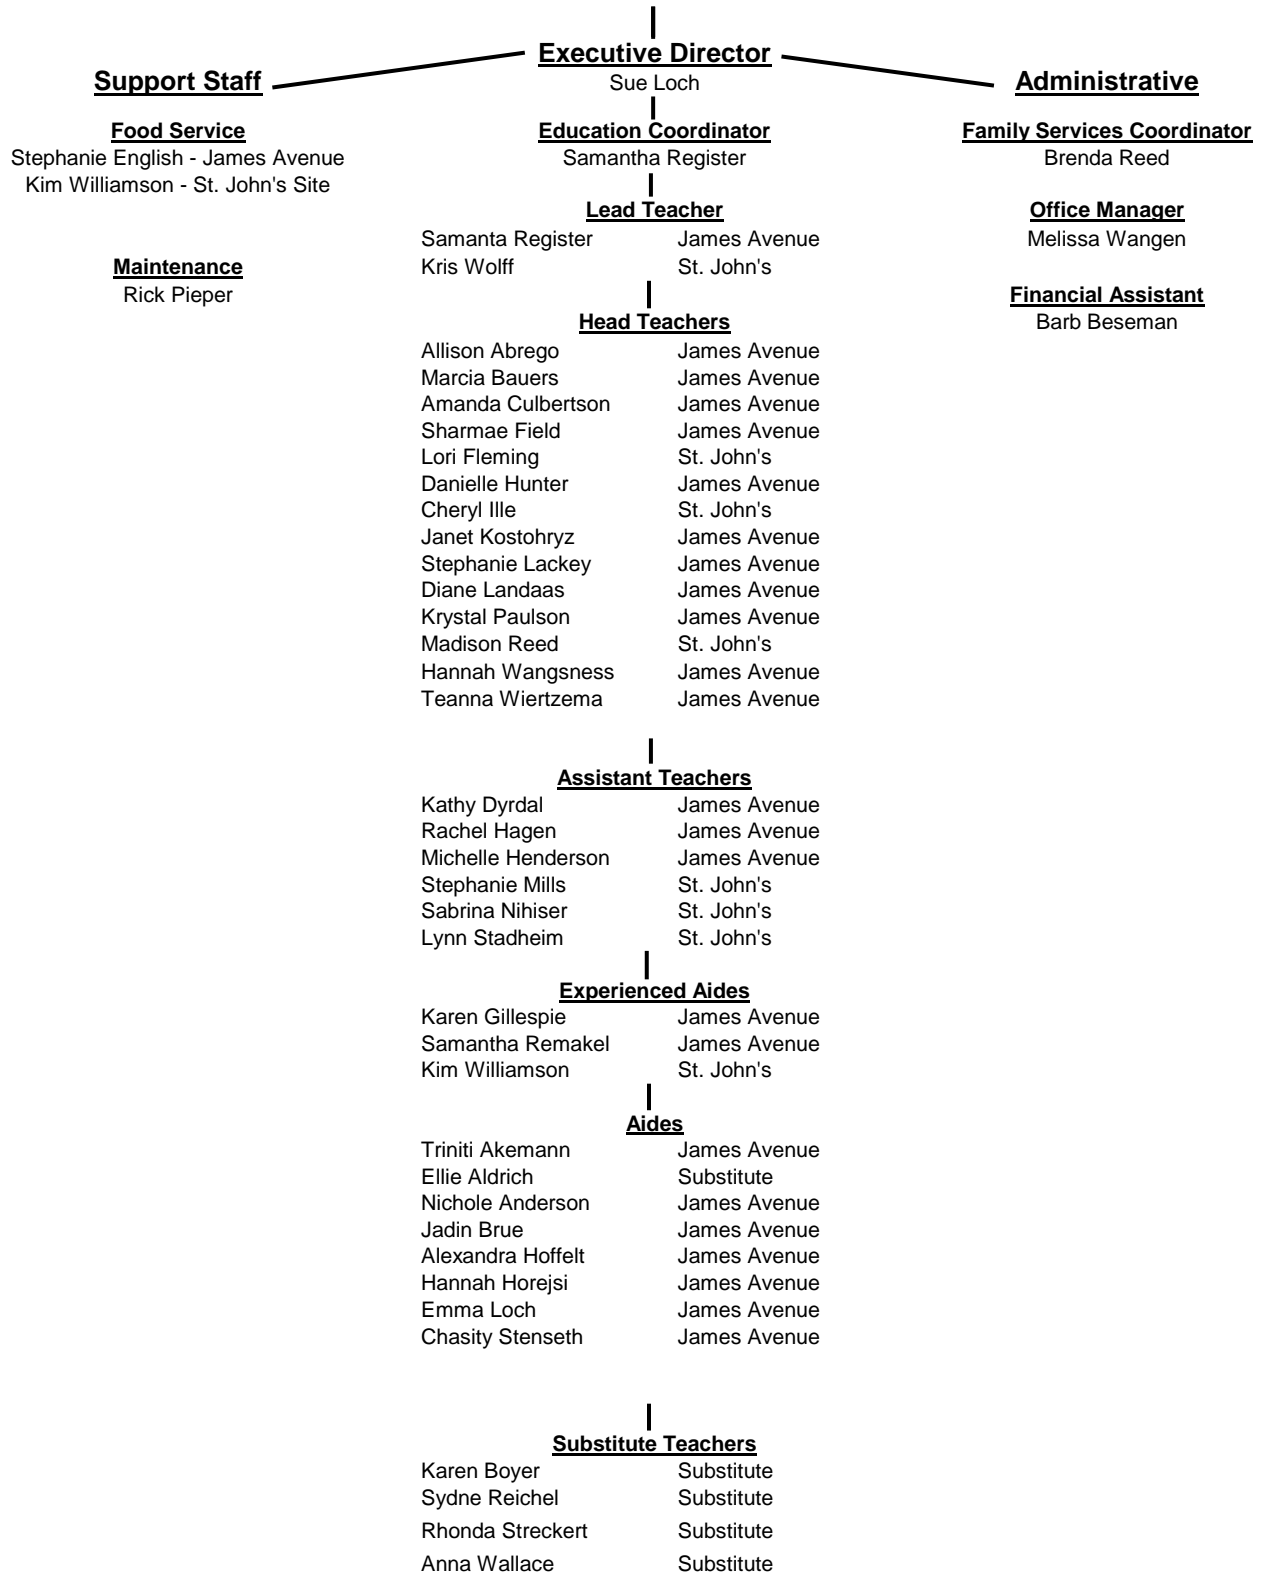 Executive Director
Sue Loch
Support Staff
Food Service
Stephanie English - James Avenue
Kim Williamson - St. John's Site
Maintenance
Rick Pieper
Education Coordinator
Samantha Register
Lead Teacher
Samanta Register James Avenue
Kris Wolff St. John's
Head Teachers
Allison Abrego James Avenue
Marcia Bauers James Avenue
Amanda Culbertson James Avenue
Sharmae Field James Avenue
Lori Fleming St. John's
Danielle Hunter James Avenue
Cheryl Ille St. John's
Janet Kostohryz James Avenue
Stephanie Lackey James Avenue
Diane Landaas James Avenue
Krystal Paulson James Avenue
Madison Reed St. John's
Hannah Wangsness James Avenue
Teanna Wiertzema James Avenue
Assistant Teachers
Kathy Dyrdal James Avenue
Rachel Hagen James Avenue
Michelle Henderson James Avenue
Stephanie Mills St. John's
Sabrina Nihiser St. John's
Lynn Stadheim St. John's
Experienced Aides
Karen Gillespie James Avenue
Samantha Remakel James Avenue
Kim Williamson St. John's
Aides
Triniti Akemann James Avenue
Ellie Aldrich Substitute
Nichole Anderson James Avenue
Jadin Brue James Avenue
Alexandra Hoffelt James Avenue
Hannah Horejsi James Avenue
Emma Loch James Avenue
Chasity Stenseth James Avenue
Substitute Teachers
Karen Boyer Substitute
Sydne Reichel Substitute
Rhonda Streckert Substitute
Anna Wallace Substitute
Administrative
Family Services Coordinator
Brenda Reed
Office Manager
Melissa Wangen
Financial Assistant
Barb Beseman